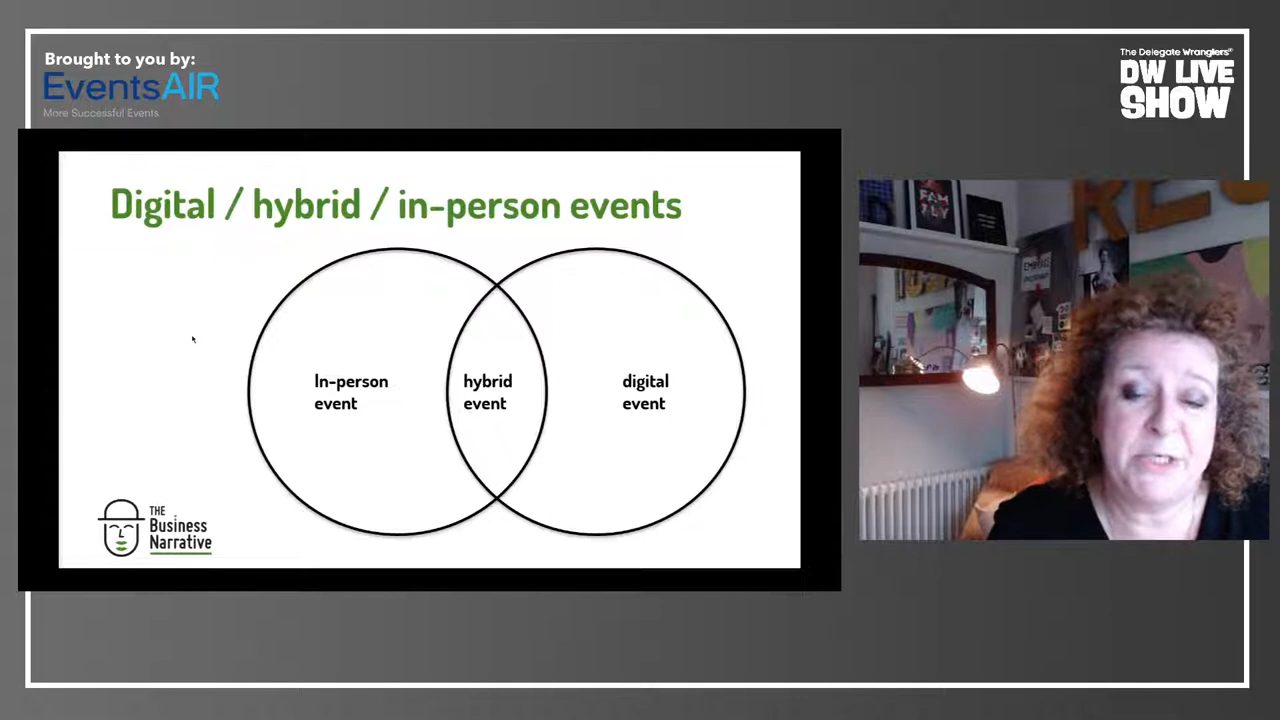 Brought to you by:
EventsAIR
More Successful Events
The Delegate Wranglers®
DW LIVE
SHOW
Digital / hybrid / in-person events
In-person
event
hybrid
event
digital
event
THE
Business
Narrative
FAM